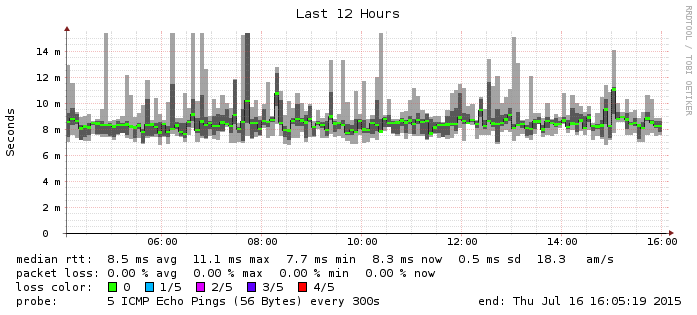 Last 12 Hours
RRDTOOL / TOBI OETIKER
Seconds
14 m
12 m
10 m
8 m
6 m
4 m
2 m
0
06:00 08:00 10:00 12:00 14:00 16:00
median rtt: 8.5 ms avg 11.1 ms max 7.7 ms min 8.3 ms now 0.5 ms sd 18.3 am/s
packet loss: 0.00 % avg 0.00 % max 0.00 % min 0.00 % now
loss color: 0 1/5 2/5 3/5 4/5
probe: 5 ICMP Echo Pings (56 Bytes) every 300s end: Thu Jul 16 16:05:19 2015